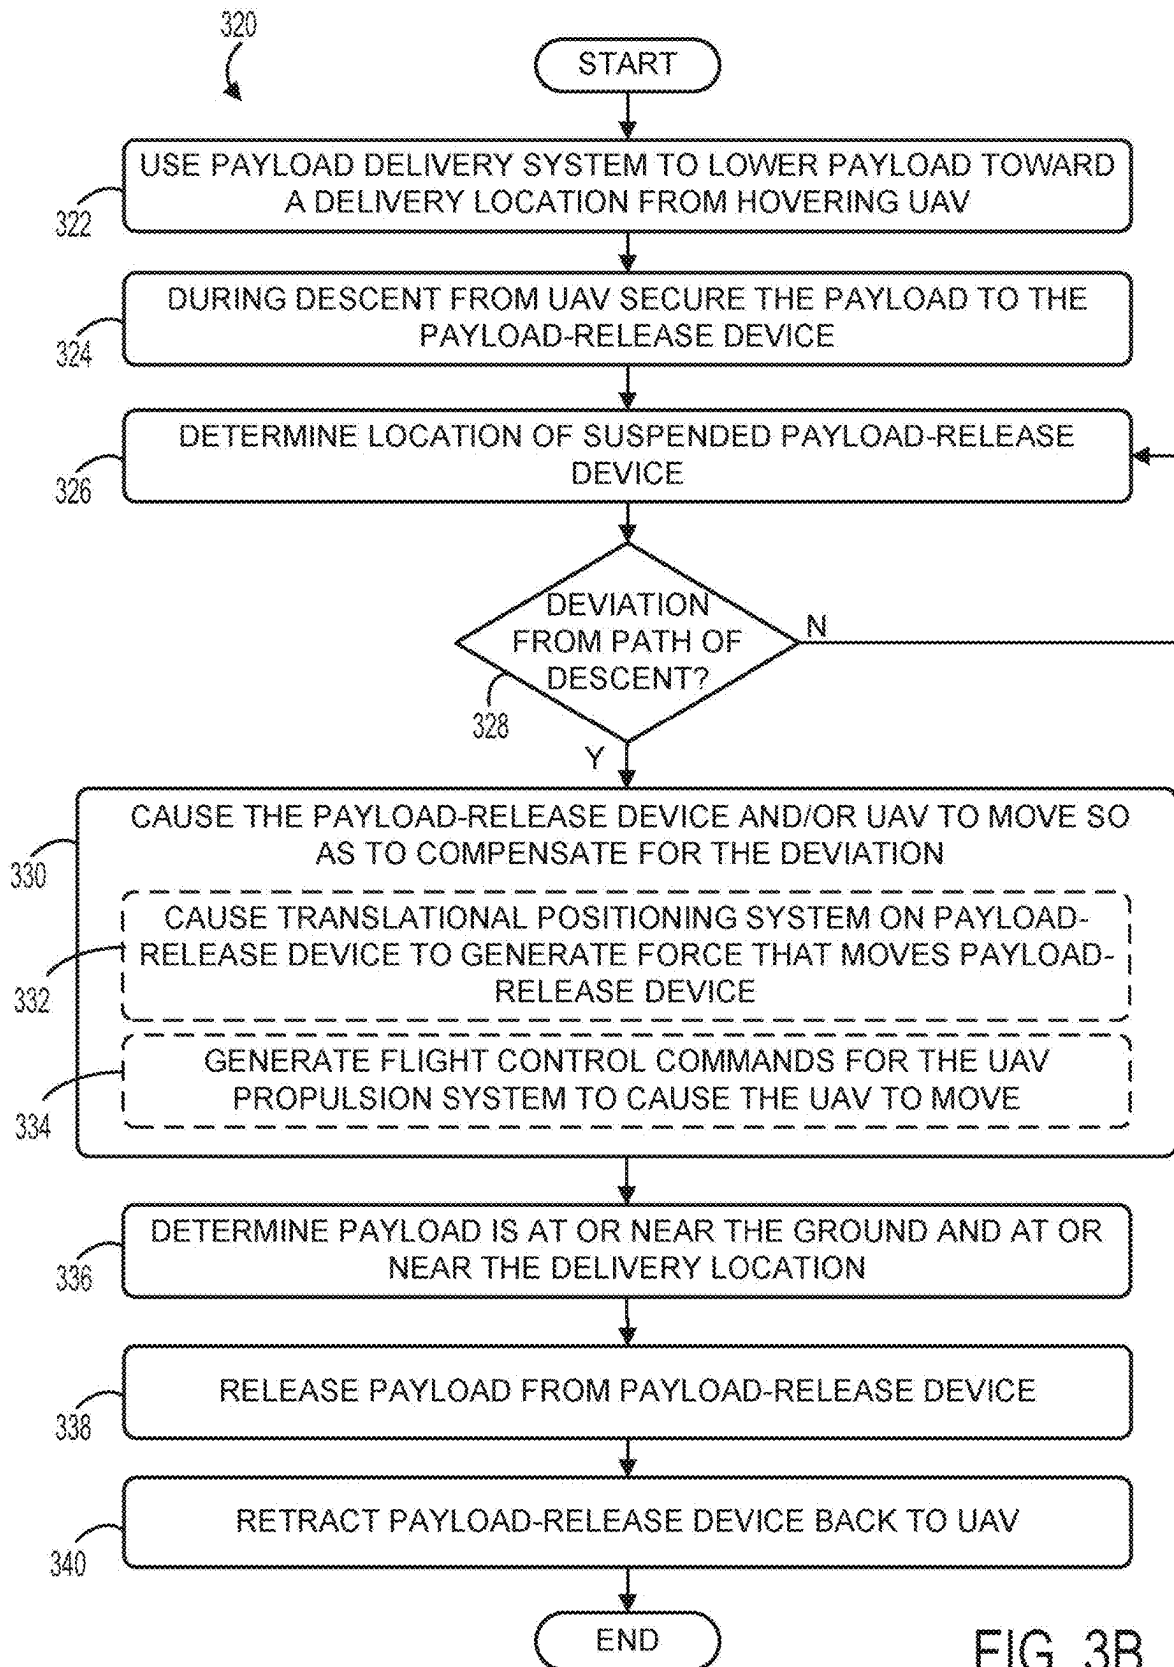 320
START
USE PAYLOAD DELIVERY SYSTEM TO LOWER PAYLOAD TOWARD
A DELIVERY LOCATION FROM HOVERING UAV
322
DURING DESCENT FROM UAV SECURE THE PAYLOAD TO THE
PAYLOAD-RELEASE DEVICE
324
DETERMINE LOCATION OF SUSPENDED PAYLOAD-RELEASE
DEVICE
326
DEVIATION
FROM PATH OF
DESCENT?
N
328
Y
CAUSE THE PAYLOAD-RELEASE DEVICE AND/OR UAV TO MOVE SO
AS TO COMPENSATE FOR THE DEVIATION
330
CAUSE TRANSLATIONAL POSITIONING SYSTEM ON PAYLOAD-
RELEASE DEVICE TO GENERATE FORCE THAT MOVES PAYLOAD-
RELEASE DEVICE
332
GENERATE FLIGHT CONTROL COMMANDS FOR THE UAV
PROPULSION SYSTEM TO CAUSE THE UAV TO MOVE
334
DETERMINE PAYLOAD IS AT OR NEAR THE GROUND AND AT OR
NEAR THE DELIVERY LOCATION
336
RELEASE PAYLOAD FROM PAYLOAD-RELEASE DEVICE
338
RETRACT PAYLOAD-RELEASE DEVICE BACK TO UAV
340
END
FIG. 3B